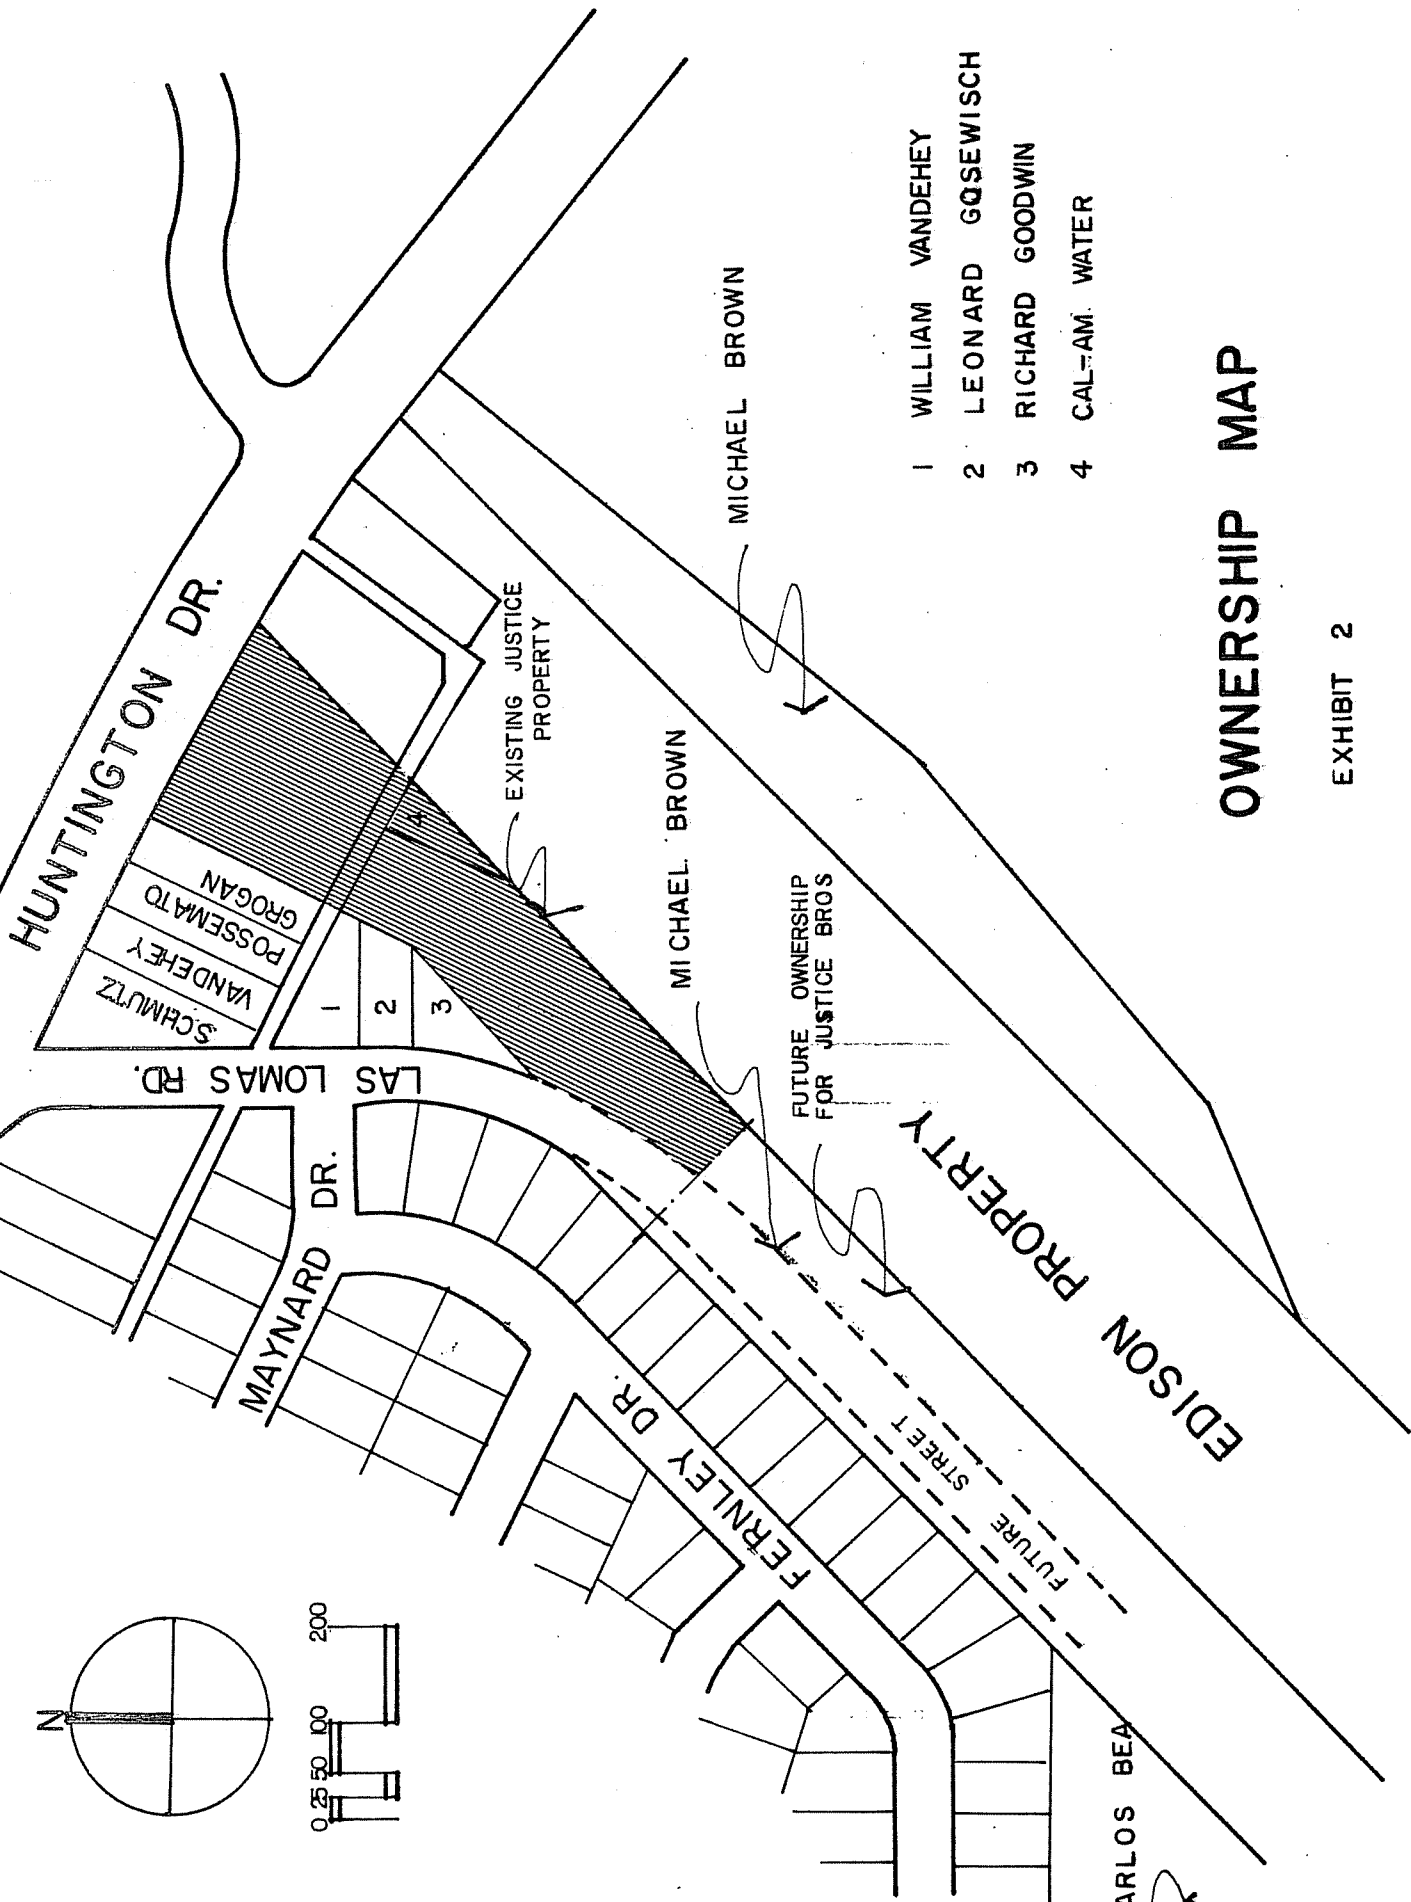 HUNTINGTON DR.
SCHMUTZ
VANDEHEY
POSSEMATO
GROGAN
LAS LOMAS RD.
1
2
3
4
EXISTING JUSTICE
PROPERTY
MICHAEL BROWN
MICHAEL BROWN
FUTURE OWNERSHIP
FOR JUSTICE BROS
MAYNARD DR.
FERNLEY DR.
FUTURE STREET
EDISON PROPERTY
ARLOS BEA
N
0 25 50 100 200
1 WILLIAM VANDEHEY
2 LEONARD GOSEWISCH
3 RICHARD GOODWIN
4 CAL-AM. WATER
OWNERSHIP MAP
EXHIBIT 2